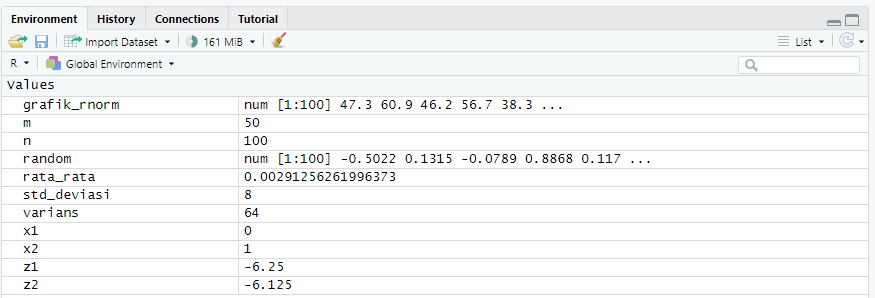 Environment History Connections Tutorial
Import Dataset 161 MiB List
R Global Environment
Values
grafik_rnorm num [1:100] 47.3 60.9 46.2 56.7 38.3 ...
m 50
n 100
random num [1:100] -0.5022 0.1315 -0.0789 0.8868 0.117 ...
rata_rata 0.00291256261996373
std_deviasi 8
varians 64
x1 0
x2 1
z1 -6.25
z2 -6.125